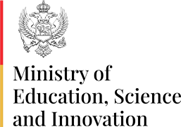 Ministry of
Education, Science
and Innovation